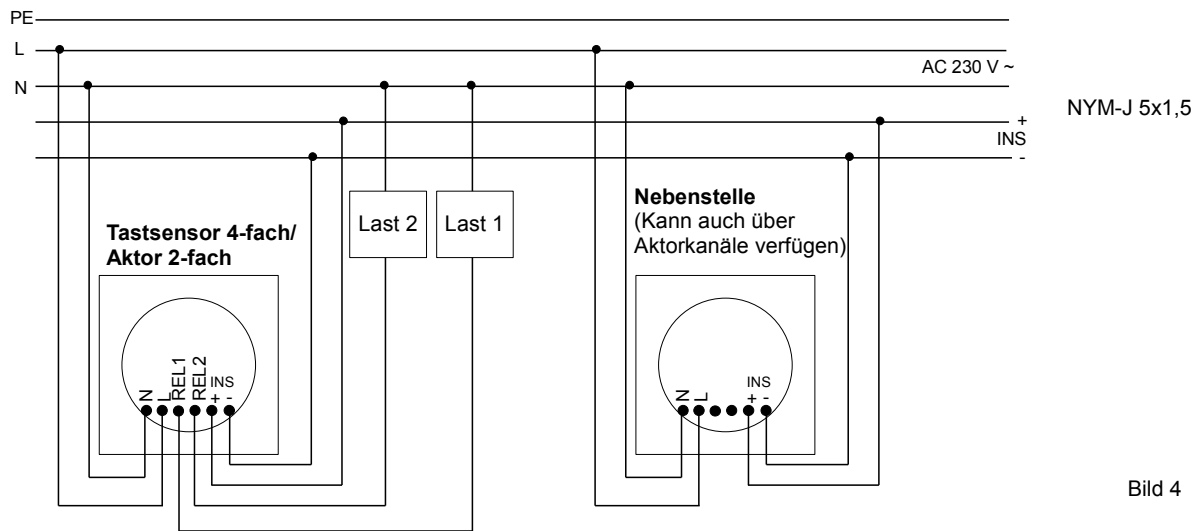 PE
L
AC 230 V ~
N
NYM-J 5x1,5
+
INS
-
Last 2
Last 1
Tastsensor 4-fach/
Aktor 2-fach
Nebenstelle
(Kann auch über
Aktorkanäle verfügen)
N
L
REL1
REL2
INS
+
-
N
L
INS
+
-
Bild 4